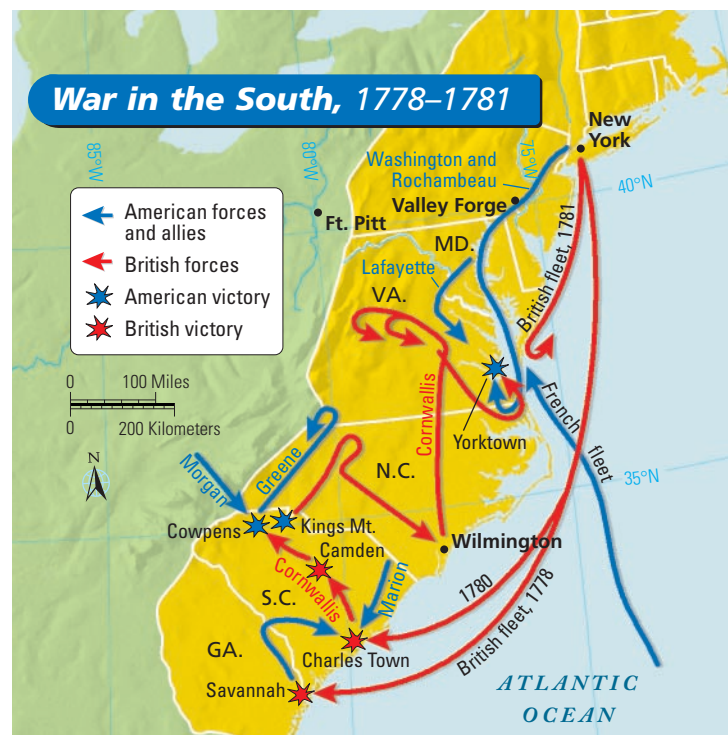 War in the South, 1778–1781
New
York
85°W
80°W
75°W
40°N
Washington and
Rochambeau
Valley Forge
American forces
and allies
British forces
American victory
British victory
Ft. Pitt
MD.
Lafayette
VA.
British fleet, 1781
0 100 Miles
0 200 Kilometers
N
Yorktown
French fleet
Cornwallis
35°N
Morgan
Greene
N.C.
Cowpens
Kings Mt.
Camden
Wilmington
Cornwallis
S.C.
Marion
1780
British fleet, 1778
GA.
Charles Town
Savannah
ATLANTIC
OCEAN